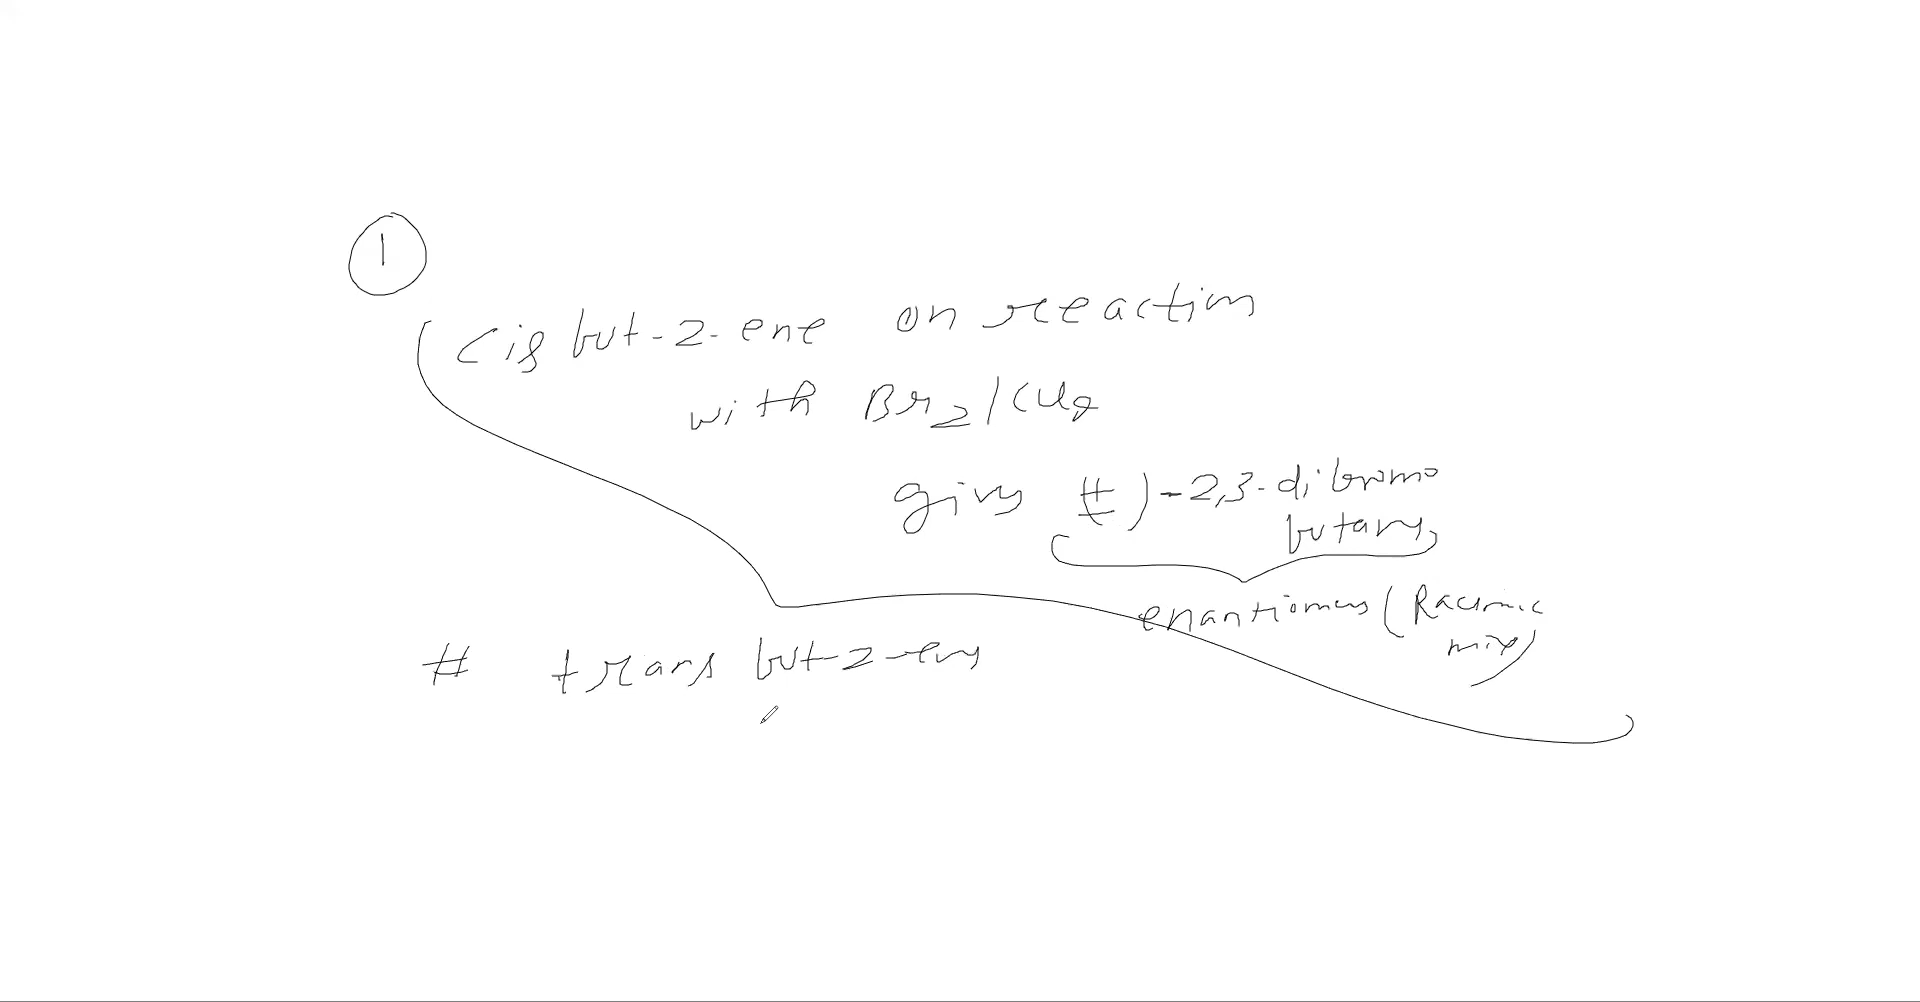 1
cis but-2-ene on reaction
with Br2/CCl4
gives (±)-2,3-dibromo
butane
enantiomers (Racemic
mix)
# trans but-2-ene